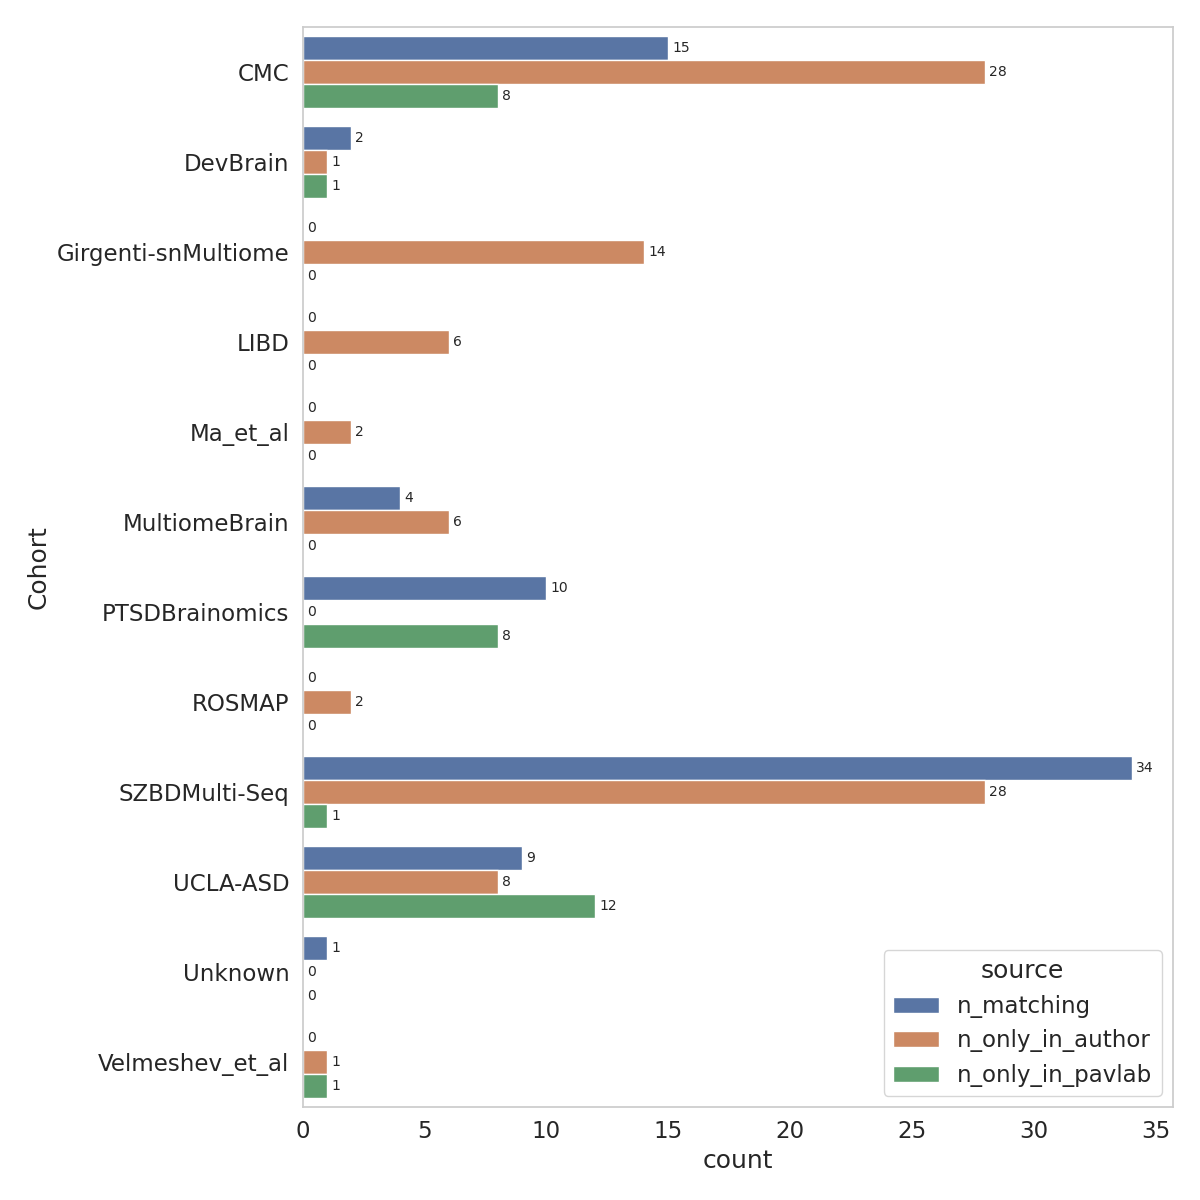 CMC 15
28
8
DevBrain 2
1
1
Girgenti-snMultiome 0
14
0
LIBD 0
6
0
Ma_et_al 0
2
0
MultiomeBrain 4
6
0
PTSDBrainomics 10
0
8
ROSMAP 0
2
0
SZBDMulti-Seq 34
28
1
UCLA-ASD 9
8
12
Unknown 1
0
0
Velmeshev_et_al 0
1
1
Cohort
0 5 10 15 20 25 30 35
count
source
n_matching
n_only_in_author
n_only_in_pavlab